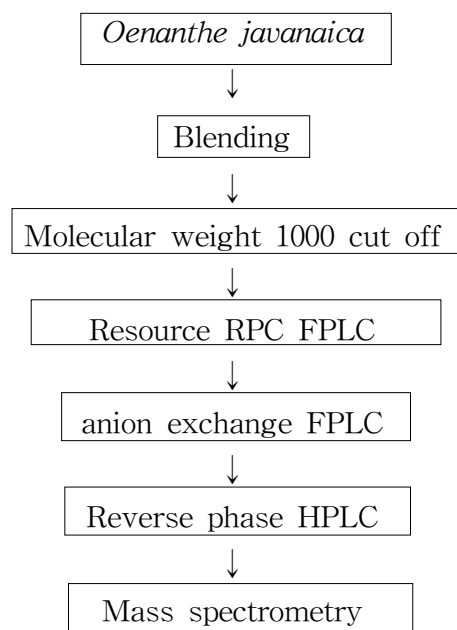 Oenanthe javanaica
Blending
Molecular weight 1000 cut off
Resource RPC FPLC
anion exchange FPLC
Reverse phase HPLC
Mass spectrometry